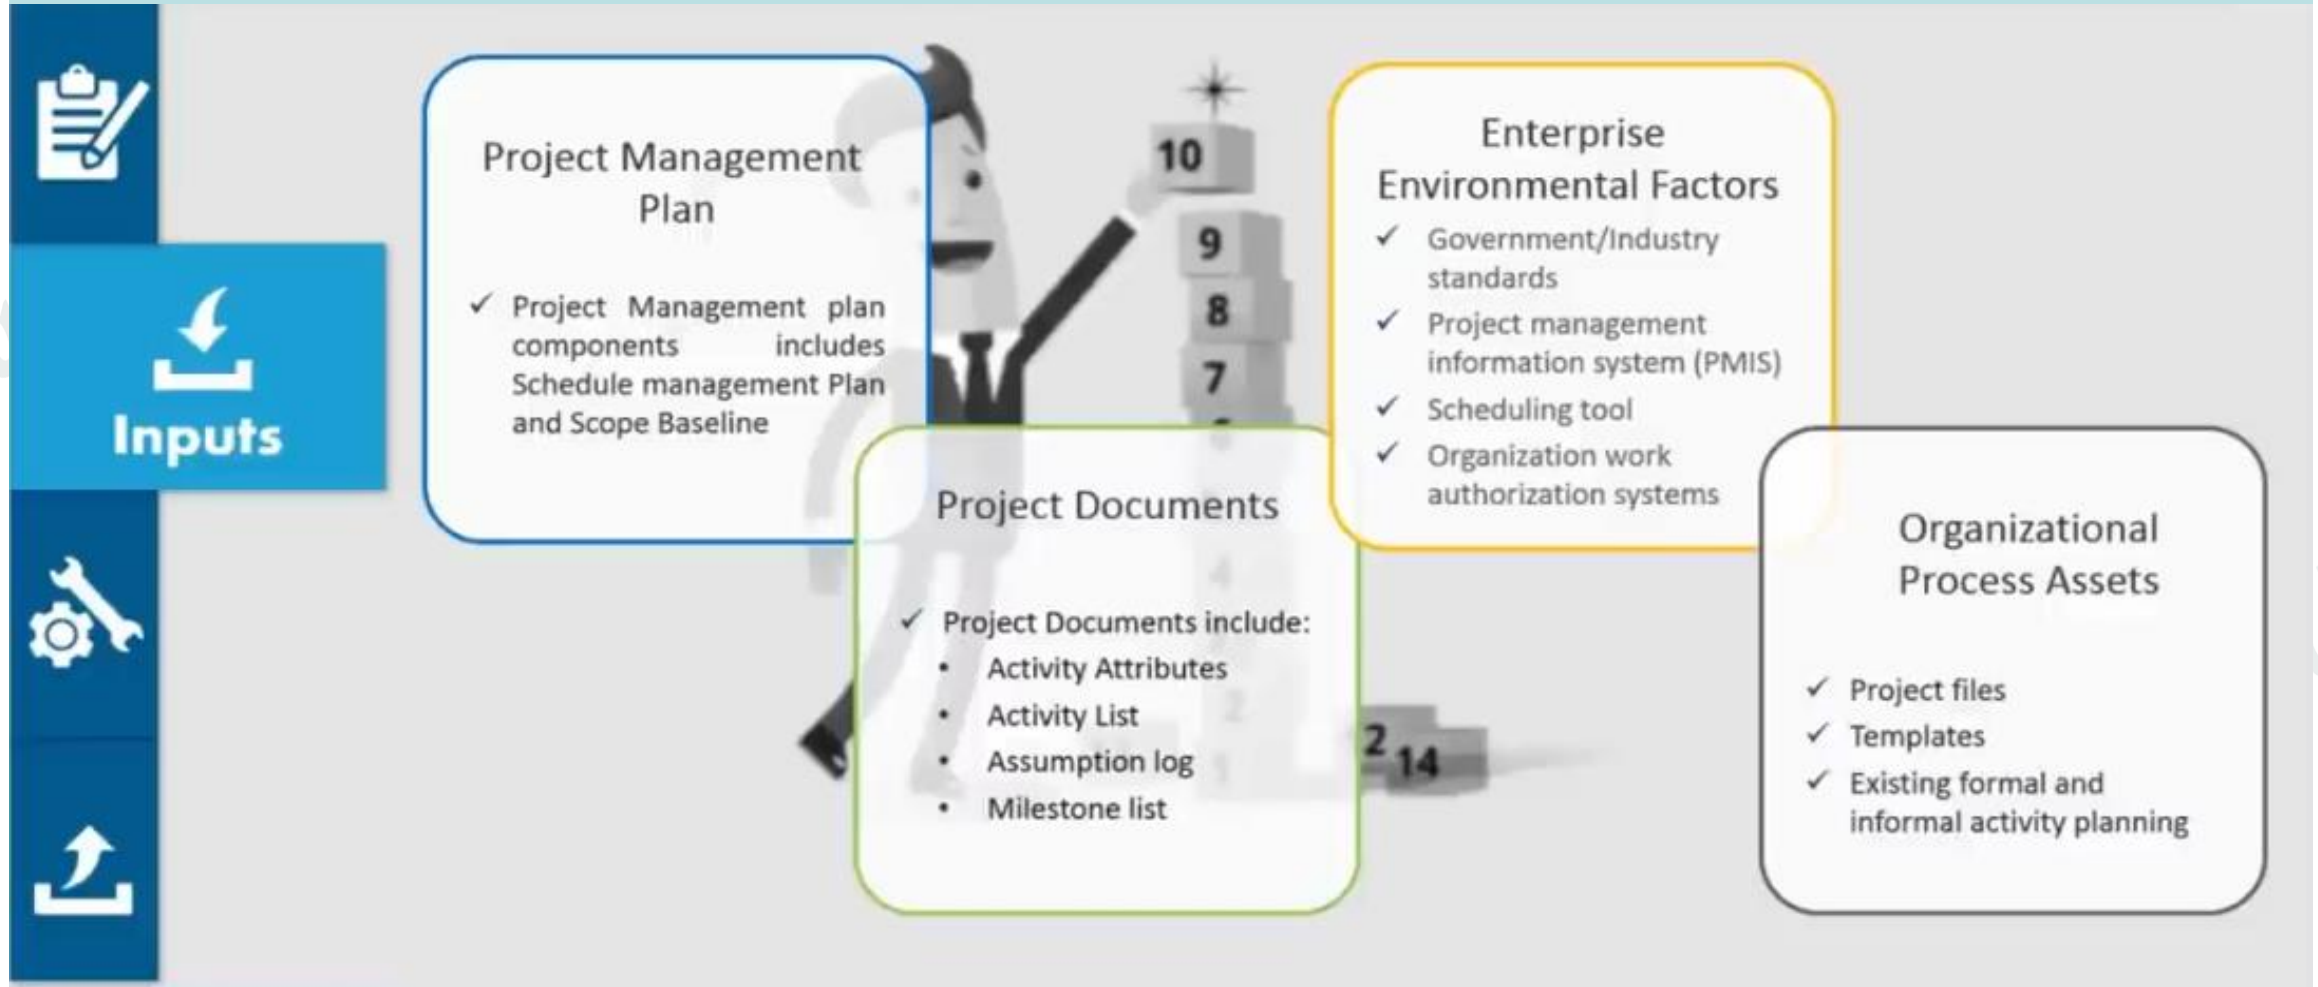 Inputs
Project Management
Plan
✓ Project Management plan
components includes
Schedule management Plan
and Scope Baseline
10
9
8
7
Project Documents
✓ Project Documents include:
• Activity Attributes
• Activity List
• Assumption log
• Milestone list
4
2
1
2
14
Enterprise
Environmental Factors
✓ Government/Industry
standards
✓ Project management
information system (PMIS)
✓ Scheduling tool
✓ Organization work
authorization systems
Organizational
Process Assets
✓ Project files
✓ Templates
✓ Existing formal and
informal activity planning